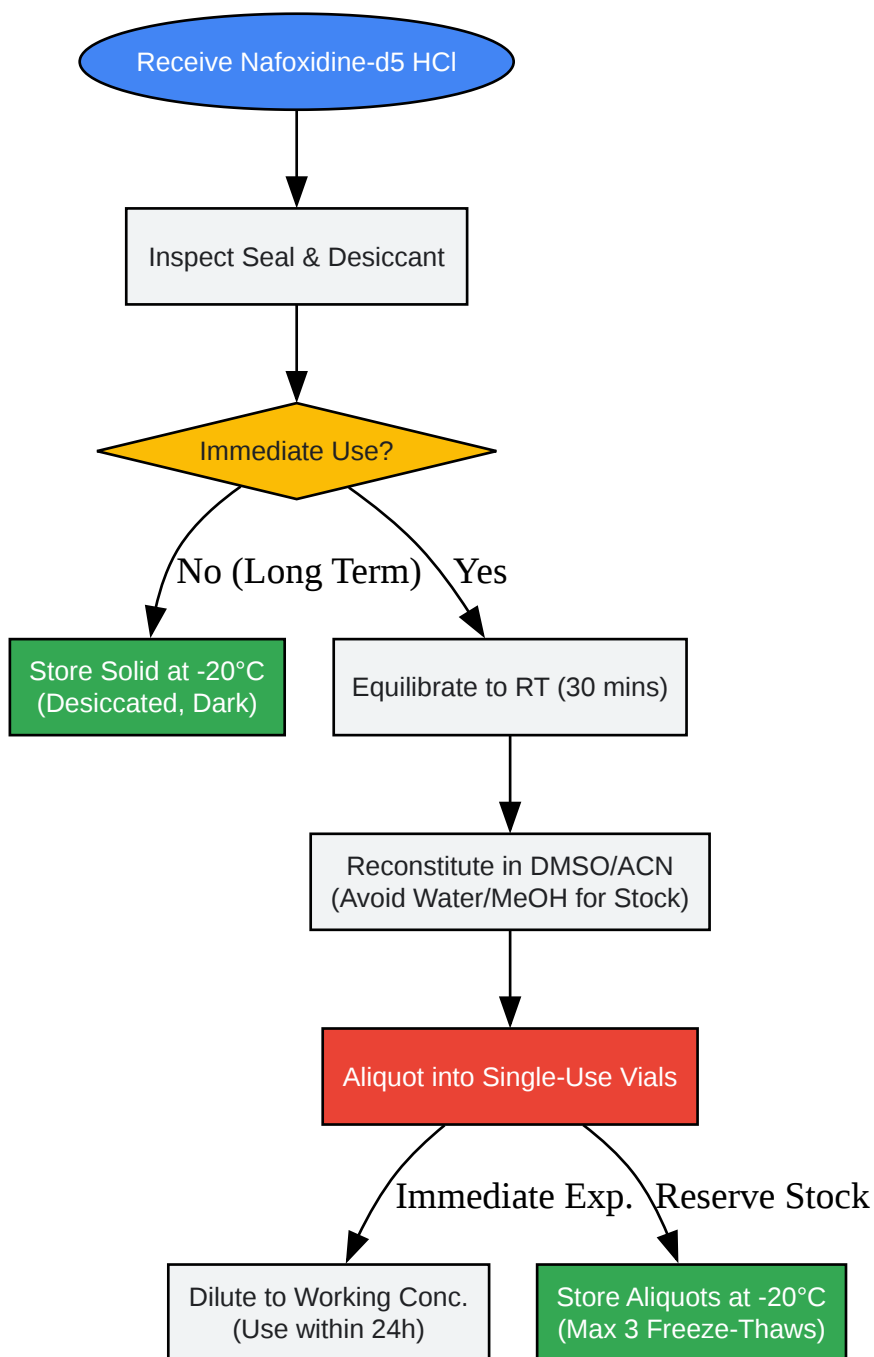 Receive Nafoxidine-d5 HCl
Inspect Seal & Desiccant
Immediate Use?
No (Long Term)
Yes
Store Solid at -20°C
(Desiccated, Dark)
Equilibrate to RT (30 mins)
Reconstitute in DMSO/ACN
(Avoid Water/MeOH for Stock)
Aliquot into Single-Use Vials
Immediate Exp.
Reserve Stock
Dilute to Working Conc.
(Use within 24h)
Store Aliquots at -20°C
(Max 3 Freeze-Thaws)